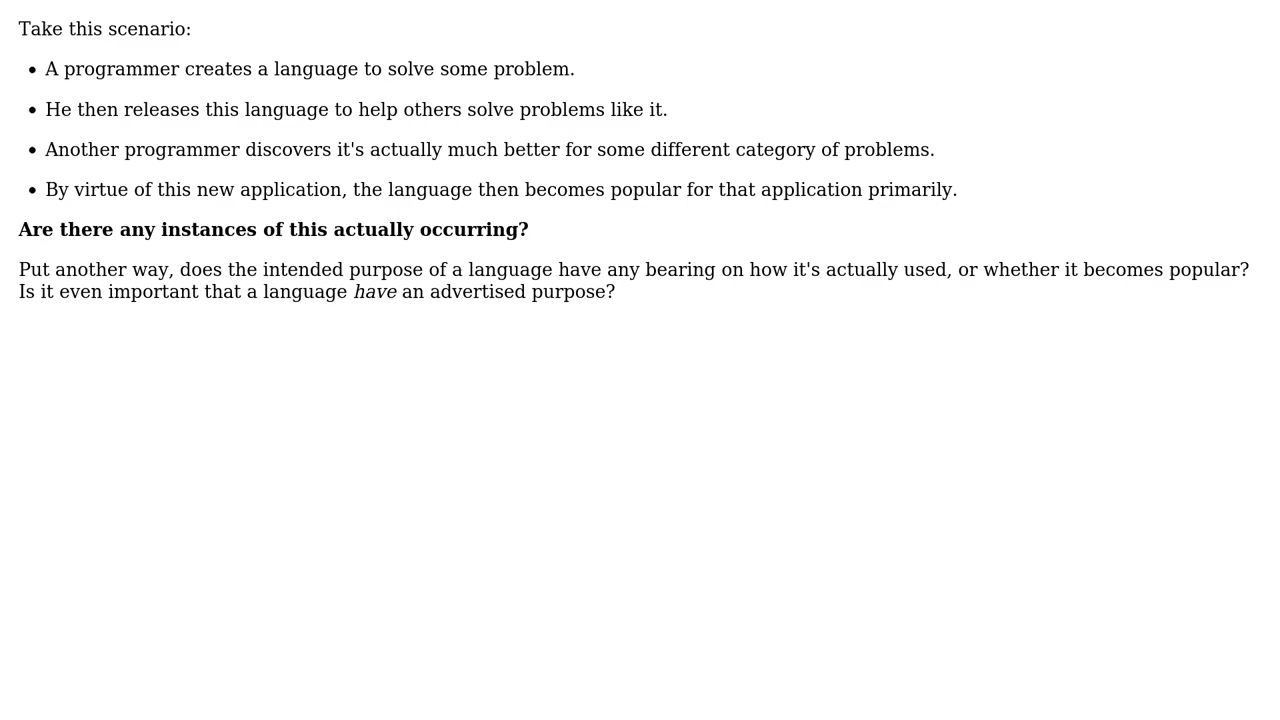 Take this scenario:
• A programmer creates a language to solve some problem.
• He then releases this language to help others solve problems like it.
• Another programmer discovers it's actually much better for some different category of problems.
• By virtue of this new application, the language then becomes popular for that application primarily.
Are there any instances of this actually occurring?
Put another way, does the intended purpose of a language have any bearing on how it's actually used, or whether it becomes popular?
Is it even important that a language have an advertised purpose?